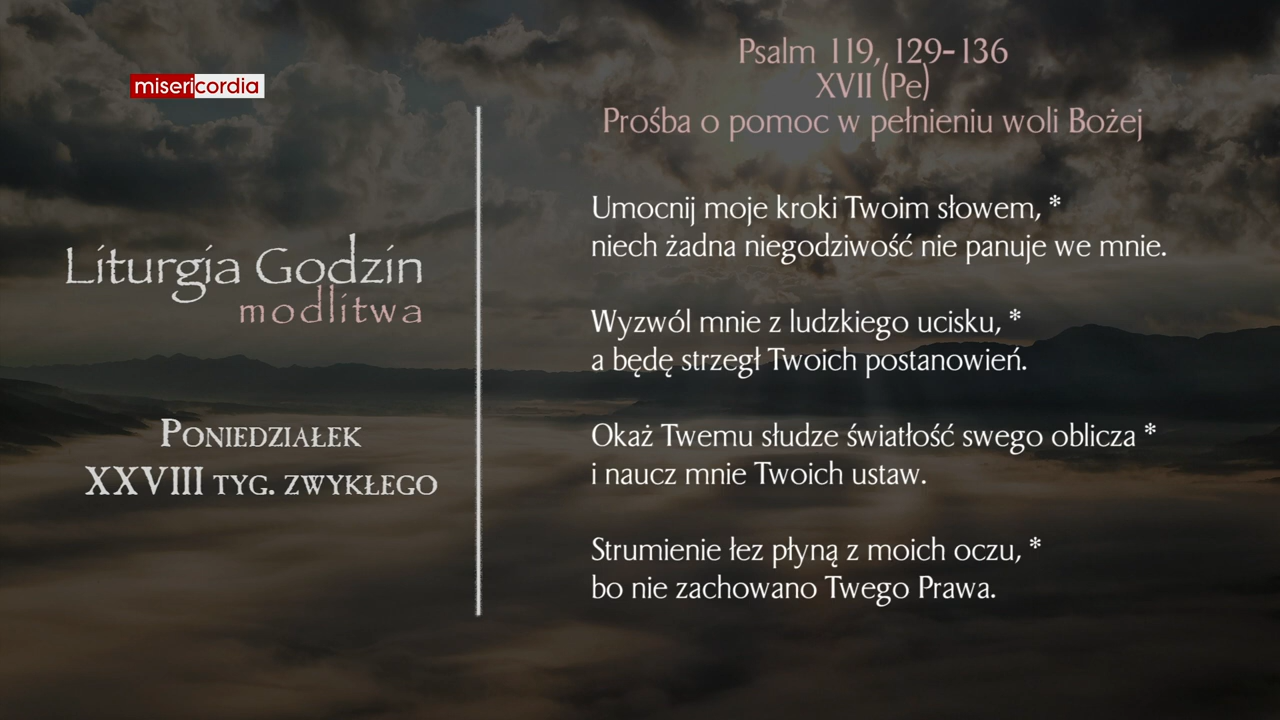 misericordia
Liturgia Godzin
modlitwa
Poniedziałek
XXVIII tyg. zwykłego
Psalm 119, 129-136
XVII (Pe)
Prośba o pomoc w pełnieniu woli Bożej
Umocnij moje kroki Twoim słowem, *
niech żadna niegodziwość nie panuje we mnie.
Wyzwól mnie z ludzkiego ucisku, *
a będę strzegł Twoich postanowień.
Okaż Twemu słudze światłość swego oblicza *
i naucz mnie Twoich ustaw.
Strumienie łez płyną z moich oczu, *
bo nie zachowano Twego Prawa.